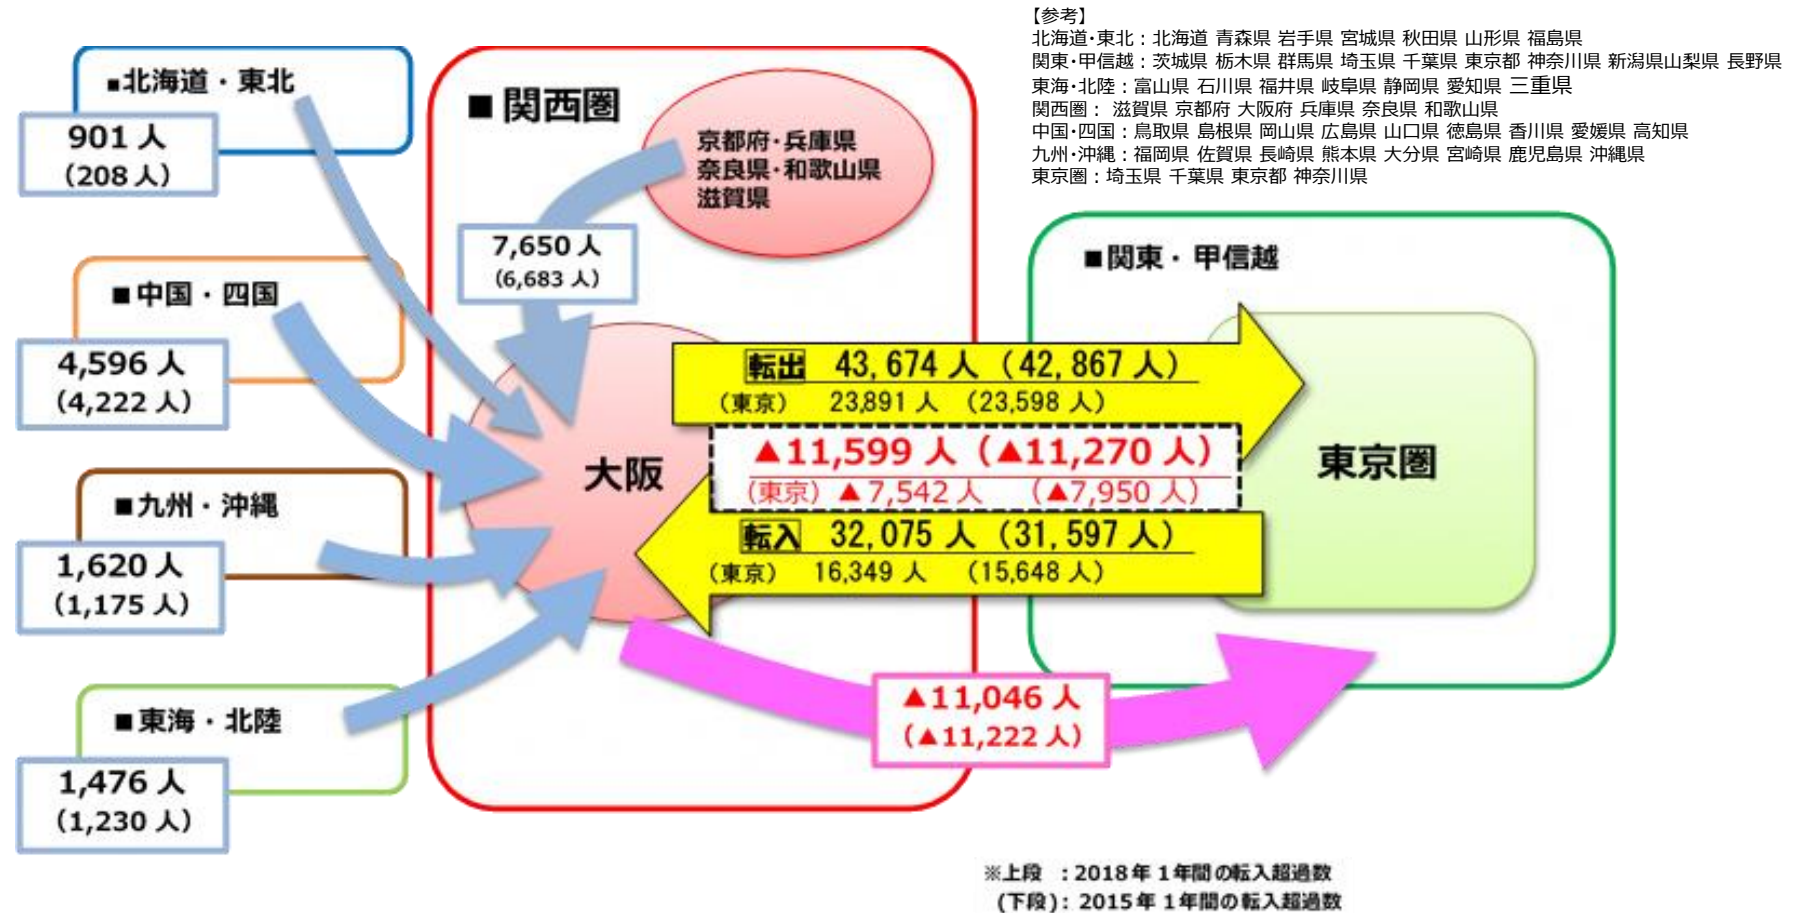 【参考】
北海道・東北：北海道 青森県 岩手県 宮城県 秋田県 山形県 福島県
関東・甲信越：茨城県 栃木県 群馬県 埼玉県 千葉県 東京都 神奈川県 新潟県山梨県 長野県
東海・北陸：富山県 石川県 福井県 岐阜県 静岡県 愛知県 三重県
関西圏： 滋賀県 京都府 大阪府 兵庫県 奈良県 和歌山県
中国・四国：鳥取県 島根県 岡山県 広島県 山口県 徳島県 香川県 愛媛県 高知県
九州・沖縄：福岡県 佐賀県 長崎県 熊本県 大分県 宮崎県 鹿児島県 沖縄県
東京圏：埼玉県 千葉県 東京都 神奈川県
■北海道・東北
901 人
（208 人）
■中国・四国
4,596 人
（4,222 人）
■九州・沖縄
1,620 人
（1,175 人）
■東海・北陸
1,476 人
（1,230 人）
■関西圏
京都府・兵庫県
奈良県・和歌山県
滋賀県
7,650 人
（6,683 人）
大阪
■関東・甲信越
東京圏
転出 43,674 人（42,867 人）
（東京） 23,891 人 （23,598 人）
▲11,599 人（▲11,270 人）
（東京）▲7,542 人 （▲7,950 人）
転入 32,075 人（31,597 人）
（東京） 16,349 人 （15,648 人）
▲11,046 人
（▲11,222 人）
※上段 ：2018年 1年間の転入超過数
(下段)：2015年 1年間の転入超過数